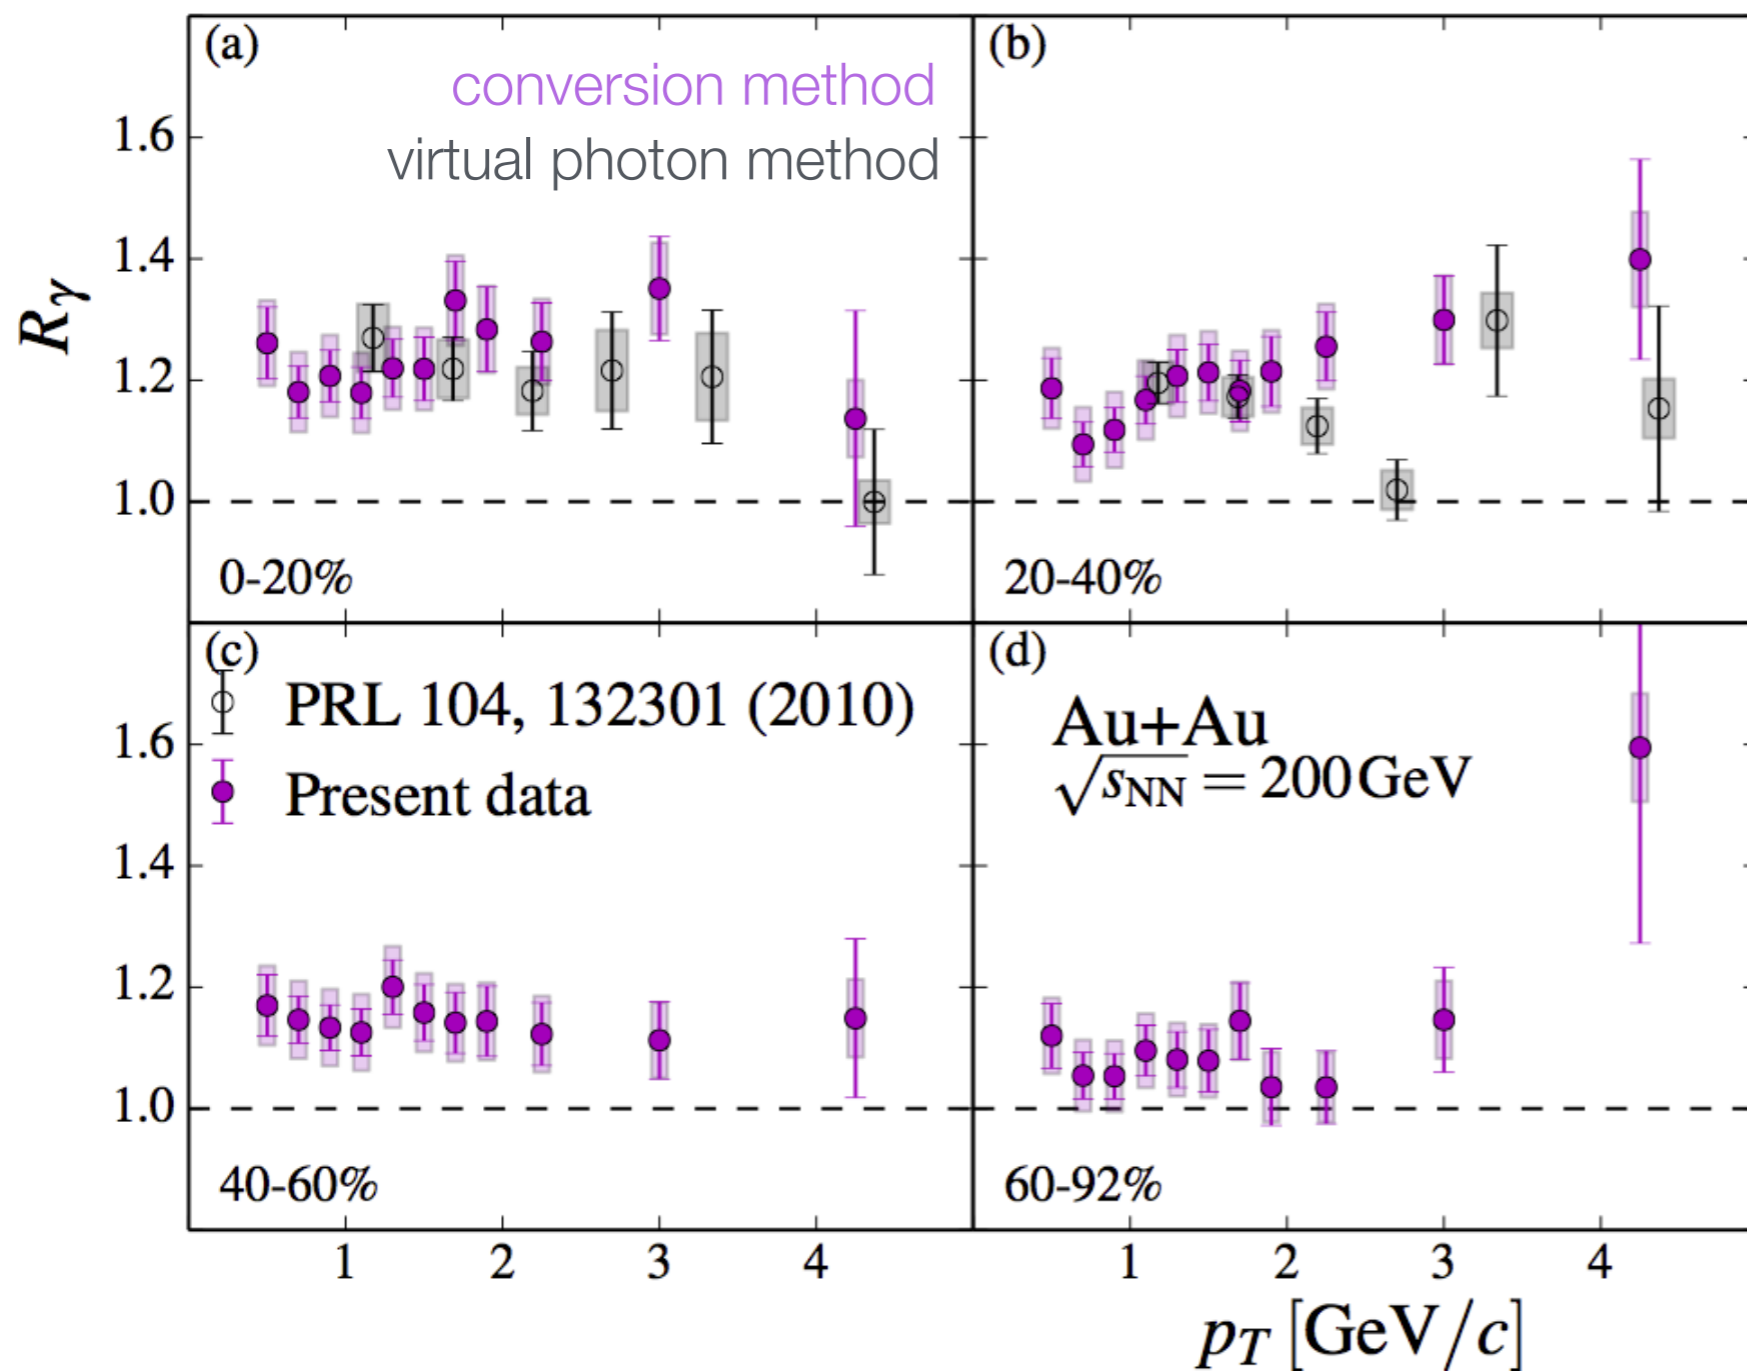 (a)
conversion method
virtual photon method
0-20%
(b)
20-40%
1.6
1.4
1.2
1.0
Rγ
(c)
PRL 104, 132301 (2010)
Present data
40-60%
(d)
Au+Au
√sNN = 200 GeV
60-92%
1.6
1.4
1.2
1.0
1 2 3 4 1 2 3 4
pT [GeV/c]